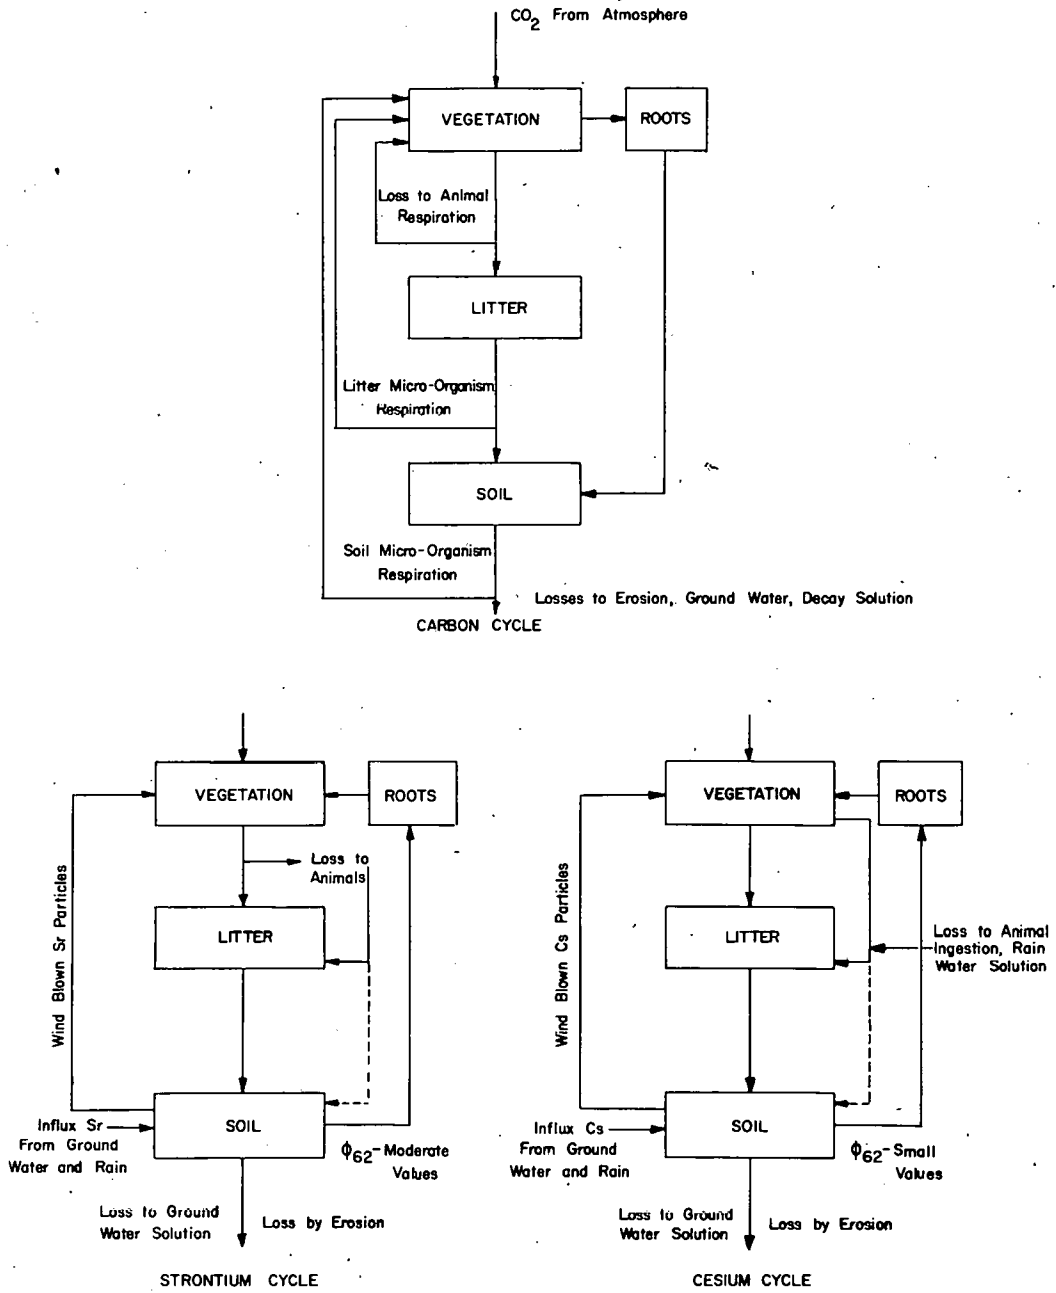 CO2 From Atmosphere
VEGETATION
ROOTS
Loss to Animal
Respiration
LITTER
Litter Micro-Organism
Respiration
SOIL
Soil Micro-Organism
Respiration
Losses to Erosion, Ground Water, Decay Solution
CARBON CYCLE
VEGETATION
ROOTS
Loss to
Animals
Wind Blown Sr Particles
LITTER
SOIL
Influx Sr
From Ground
Water and Rain
ϕ62-Moderate
Values
Loss to Ground
Water Solution
Loss by Erosion
STRONTIUM CYCLE
VEGETATION
ROOTS
Wind Blown Cs Particles
LITTER
Loss to Animal
Ingestion, Rain
Water Solution
SOIL
Influx Cs
From Ground
Water and Rain
ϕ62-Small
Values
Loss to Ground
Water Solution
Loss by Erosion
CESIUM CYCLE